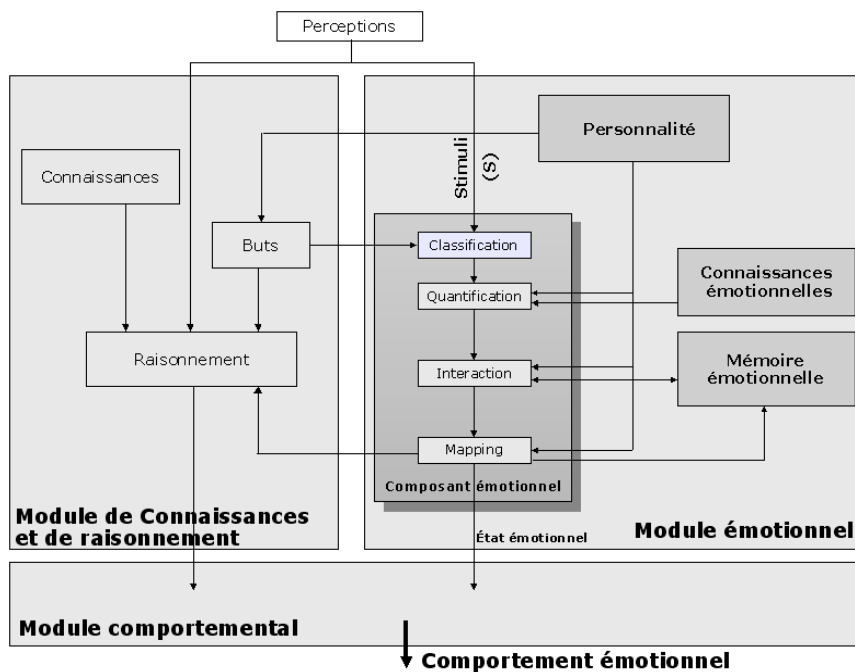 Perceptions
Personnalité
Stimuli
(S)
Connaissances
Buts
Classification
Connaissances
émotionnelles
Quantification
Raisonnement
Interaction
Mémoire
émotionnelle
Mapping
Composant émotionnel
Module de Connaissances
et de raisonnement
État émotionnel
Module émotionnel
Module comportemental
Comportement émotionnel